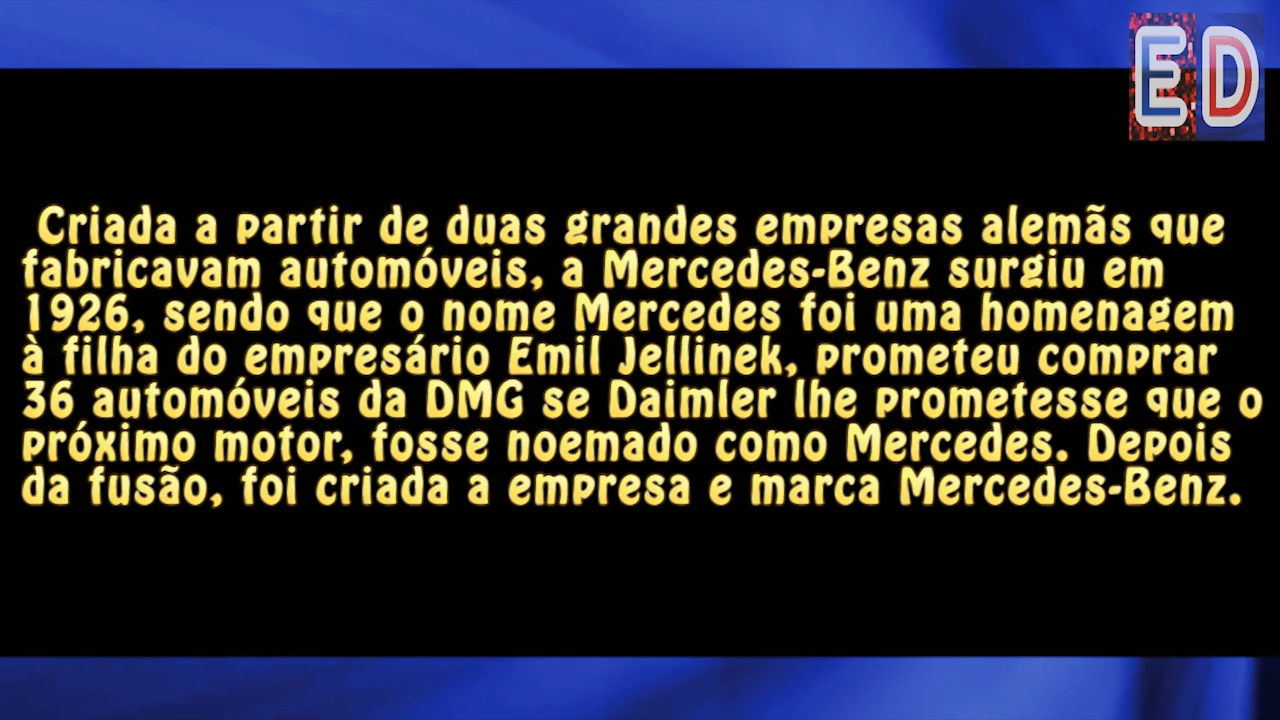 ED
Criada a partir de duas grandes empresas alemãs que
fabricavam automóveis, a Mercedes-Benz surgiu em
1926, sendo que o nome Mercedes foi uma homenagem
à filha do empresário Emil Jellinek, prometeu comprar
36 automóveis da DMG se Daimler lhe prometesse que o
próximo motor, fosse noemado como Mercedes. Depois
da fusão, foi criada a empresa e marca Mercedes-Benz.